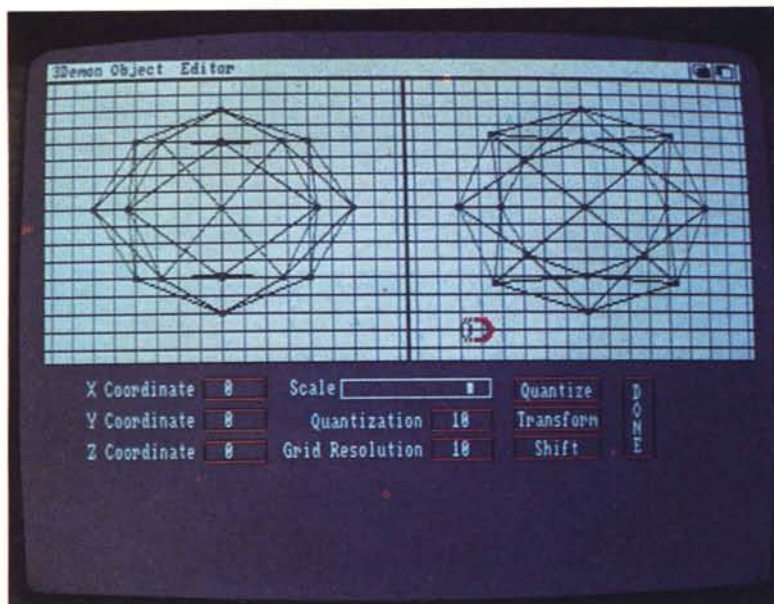 3Demon Object Editor
X Coordinate 0 Scale Quantize
Y Coordinate 0 Quantization 10 Transform
Z Coordinate 0 Grid Resolution 10 Shift
DONE